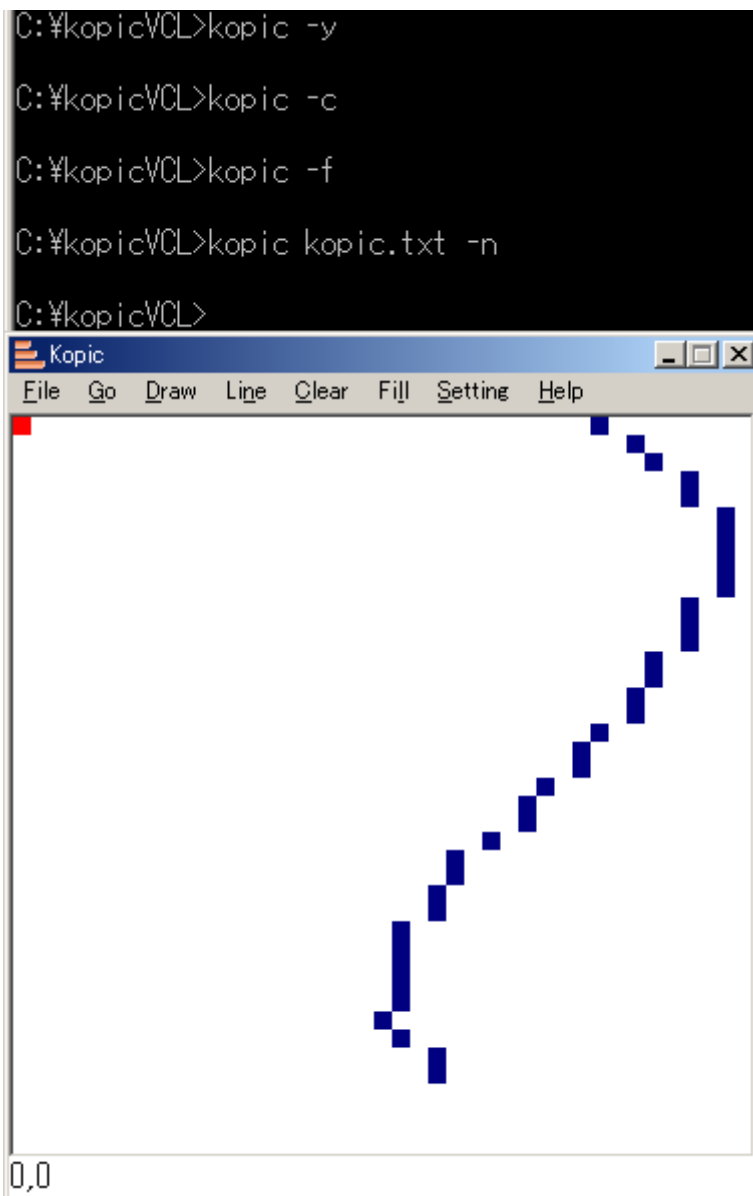 C:¥kopicVCL>kopic -y
C:¥kopicVCL>kopic -c
C:¥kopicVCL>kopic -f
C:¥kopicVCL>kopic kopic.txt -n
C:¥kopicVCL>
Kopic
File Go Draw Line Clear Fill Setting Help
0,0